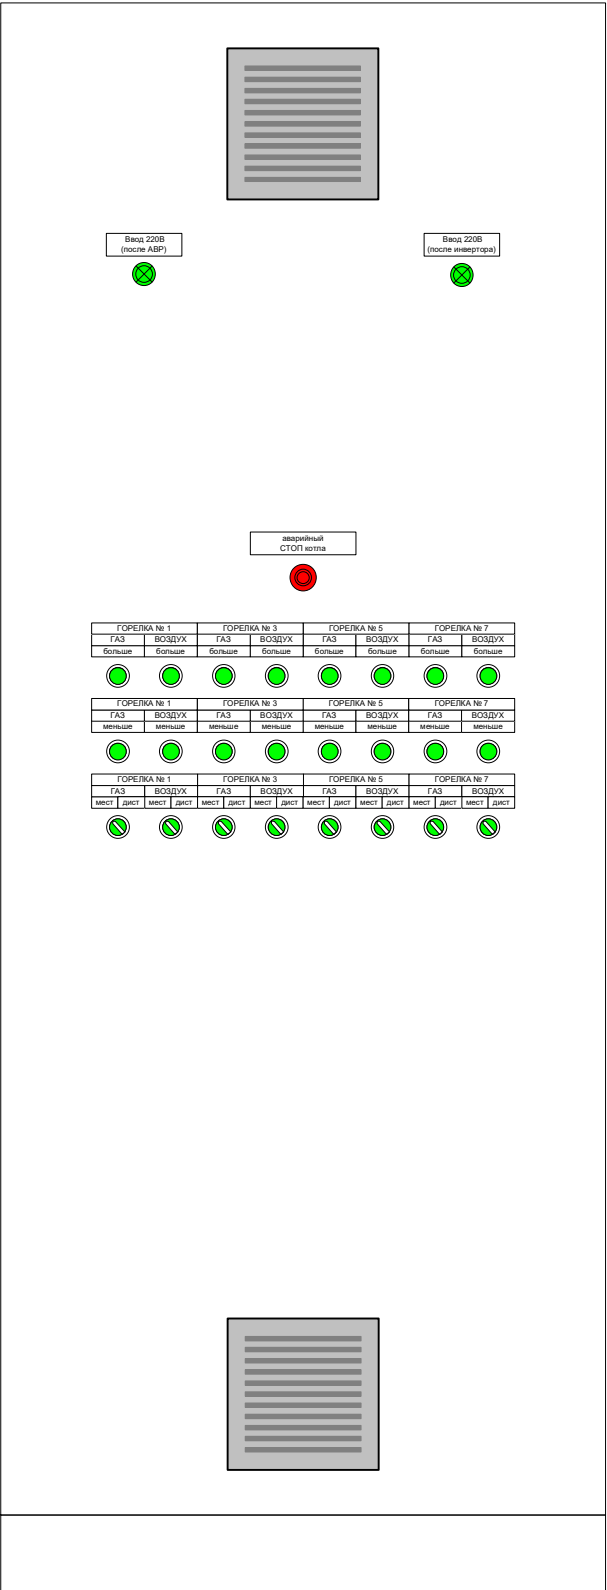 Ввод 220В
(после АВР)
Ввод 220В
(после инвертора)
аварийный
СТОП котла
ГОРЕЛКА № 1 ГОРЕЛКА № 3 ГОРЕЛКА № 5 ГОРЕЛКА № 7
ГАЗ ВОЗДУХ ГАЗ ВОЗДУХ ГАЗ ВОЗДУХ ГАЗ ВОЗДУХ
больше больше больше больше больше больше больше больше
ГОРЕЛКА № 1 ГОРЕЛКА № 3 ГОРЕЛКА № 5 ГОРЕЛКА № 7
ГАЗ ВОЗДУХ ГАЗ ВОЗДУХ ГАЗ ВОЗДУХ ГАЗ ВОЗДУХ
меньше меньше меньше меньше меньше меньше меньше меньше
ГОРЕЛКА № 1 ГОРЕЛКА № 3 ГОРЕЛКА № 5 ГОРЕЛКА № 7
ГАЗ ВОЗДУХ ГАЗ ВОЗДУХ ГАЗ ВОЗДУХ ГАЗ ВОЗДУХ
мест дист мест дист мест дист мест дист мест дист мест дист мест дист мест дист